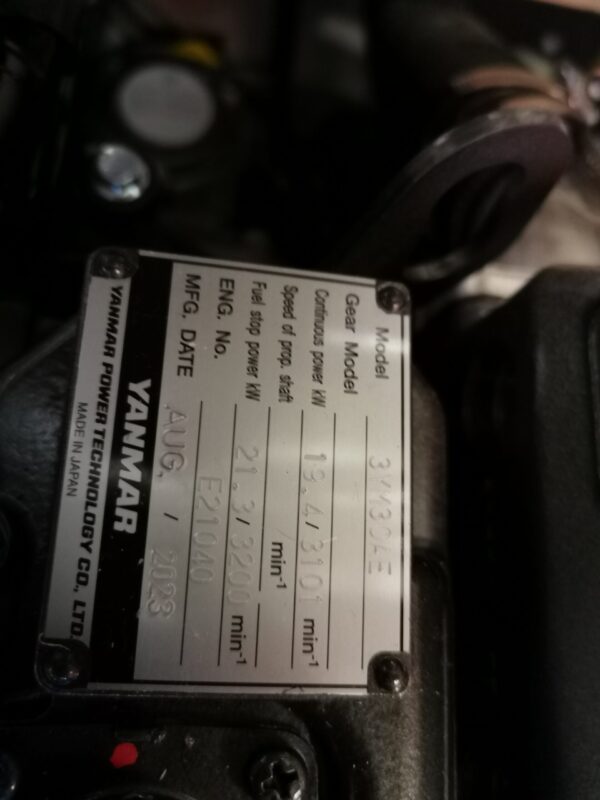 Model 3YM30AE
Gear Model
Continuous power kW 19.4/3101 min-1
Speed of prop. shaft / min-1
Fuel stop power kW 21.3/3200 min-1
ENG. No. E21040
MFG. DATE AUG. / 2023
YANMAR
YANMAR POWER TECHNOLOGY CO., LTD.
MADE IN JAPAN